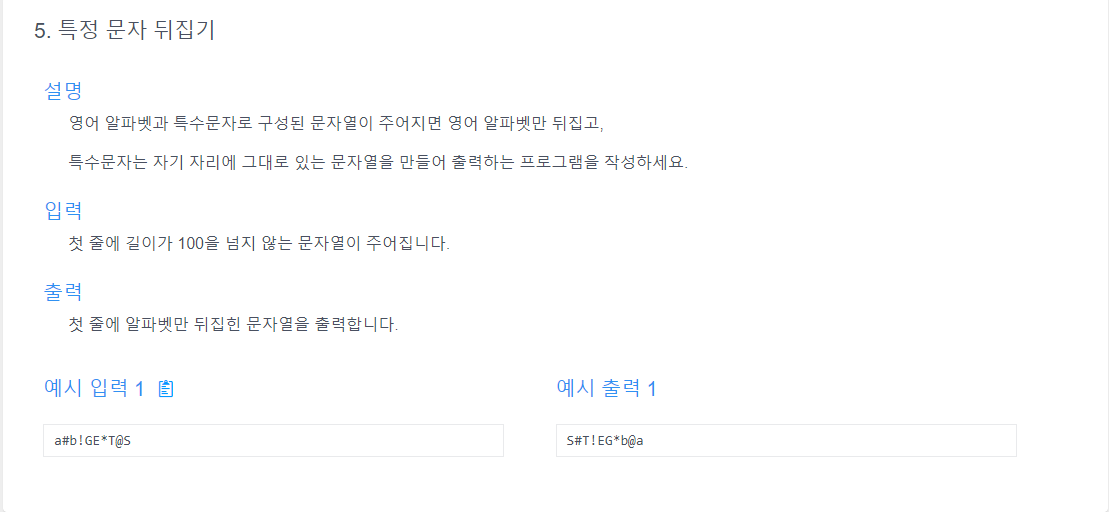 5. 특정 문자 뒤집기
설명
영어 알파벳과 특수문자로 구성된 문자열이 주어지면 영어 알파벳만 뒤집고,
특수문자는 자기 자리에 그대로 있는 문자열을 만들어 출력하는 프로그램을 작성하세요.
입력
첫 줄에 길이가 100을 넘지 않는 문자열이 주어집니다.
출력
첫 줄에 알파벳만 뒤집힌 문자열을 출력합니다.
예시 입력 1
예시 출력 1
a#b!GE*T@S
S#T!EG*b@a